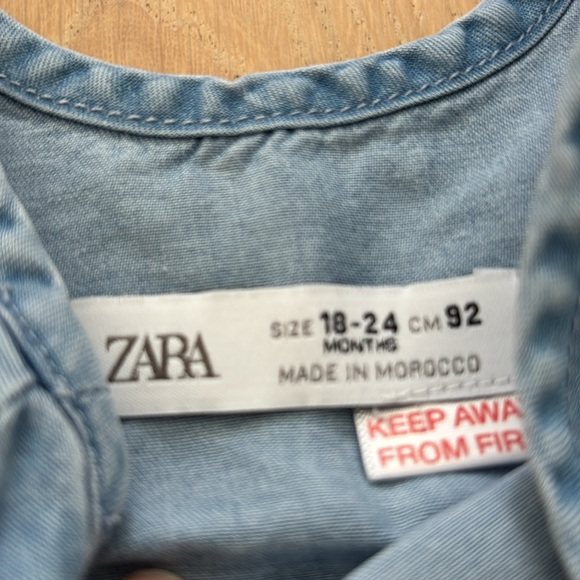 ZARA
SIZE 18-24 CM 92
MONTHS
MADE IN MOROCCO
KEEP AWA
FROM FIR